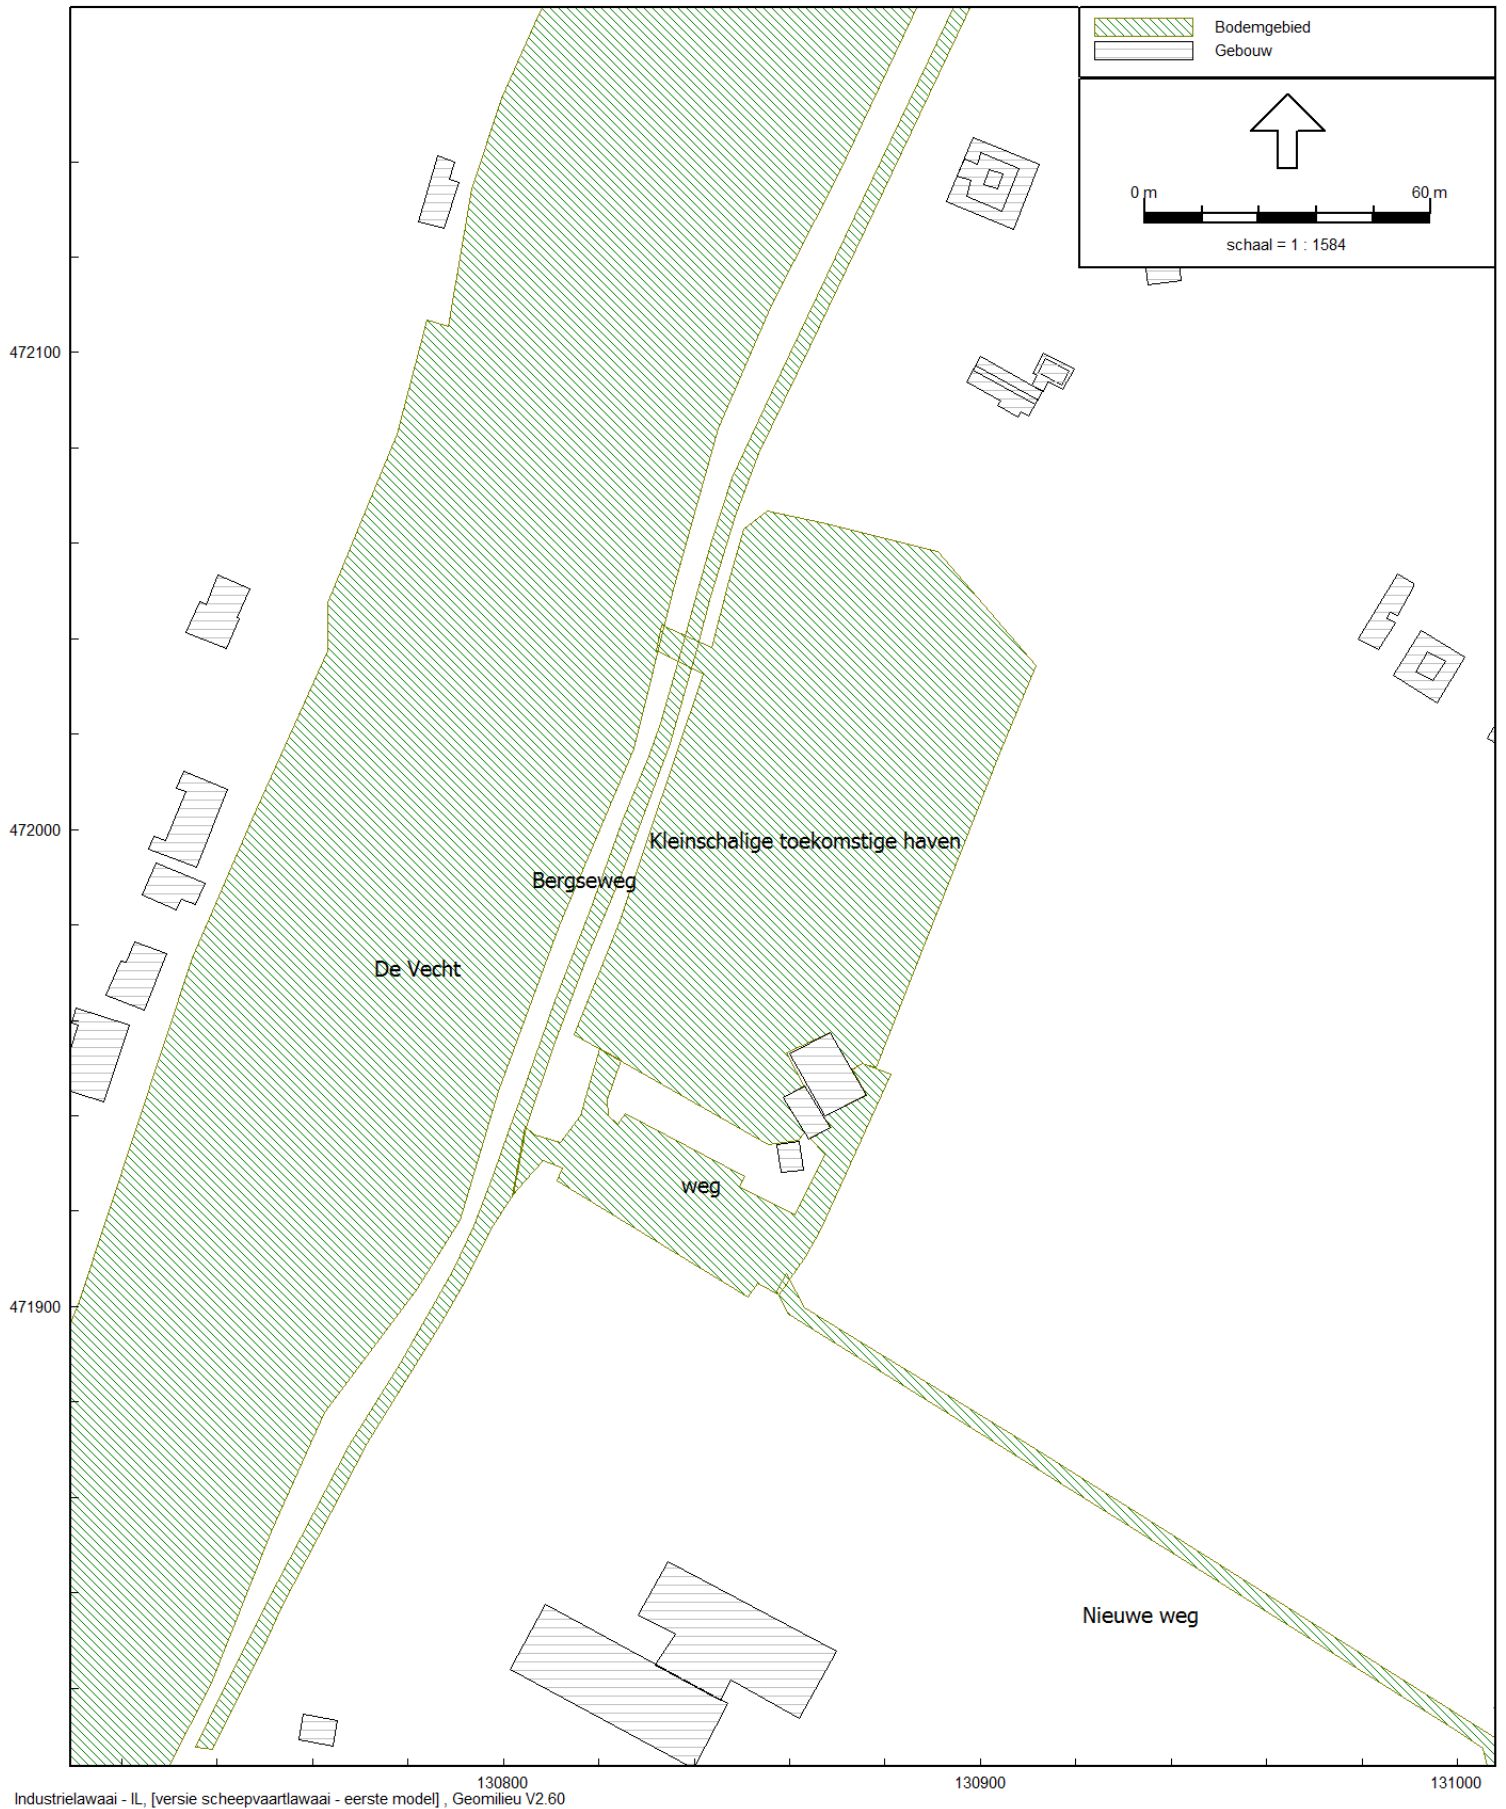 Bodemgebied
Gebouw
0 m 60 m
schaal = 1 : 1584
472100
472000
471900
Kleinschalige toekomstige haven
Bergseweg
De Vecht
weg
Nieuwe weg
130800 130900 131000
Industrielawaai - IL, [versie scheepvaartlawaai - eerste model] , Geomilieu V2.60